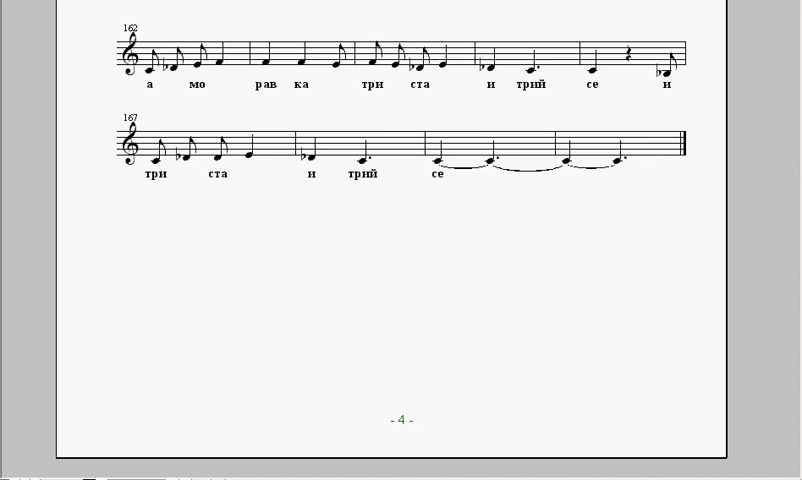 162
а мо рав ка три ста и трий се и
167
три ста и трий се
- 4 -